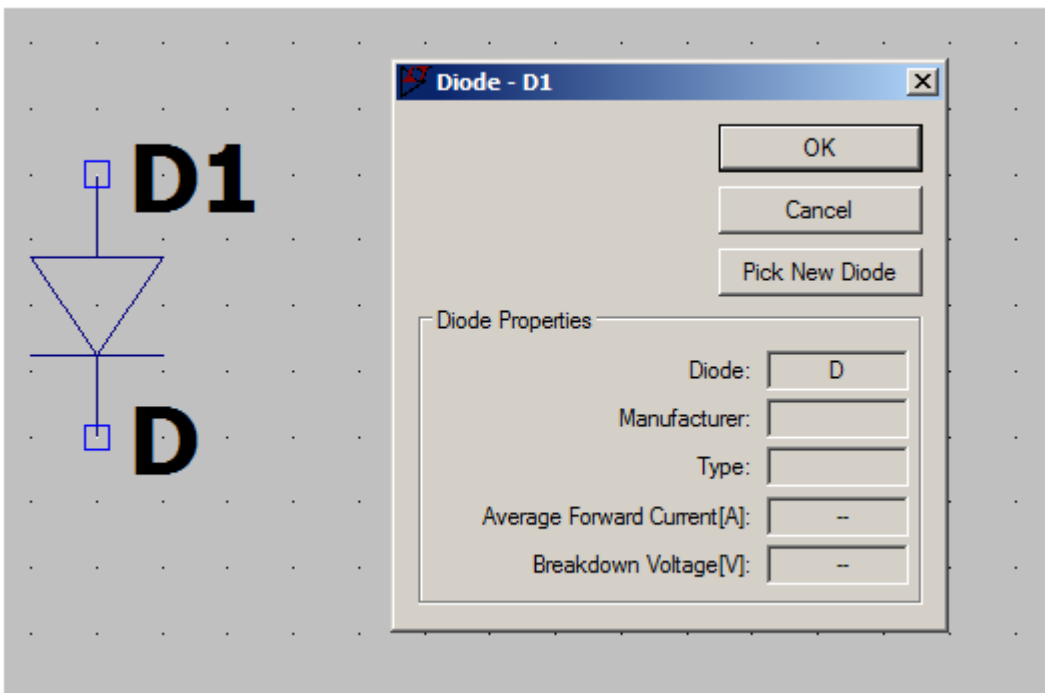 D1
D
Diode - D1
OK
Cancel
Pick New Diode
Diode Properties
Diode: D
Manufacturer:
Type:
Average Forward Current[A]: --
Breakdown Voltage[V]: --